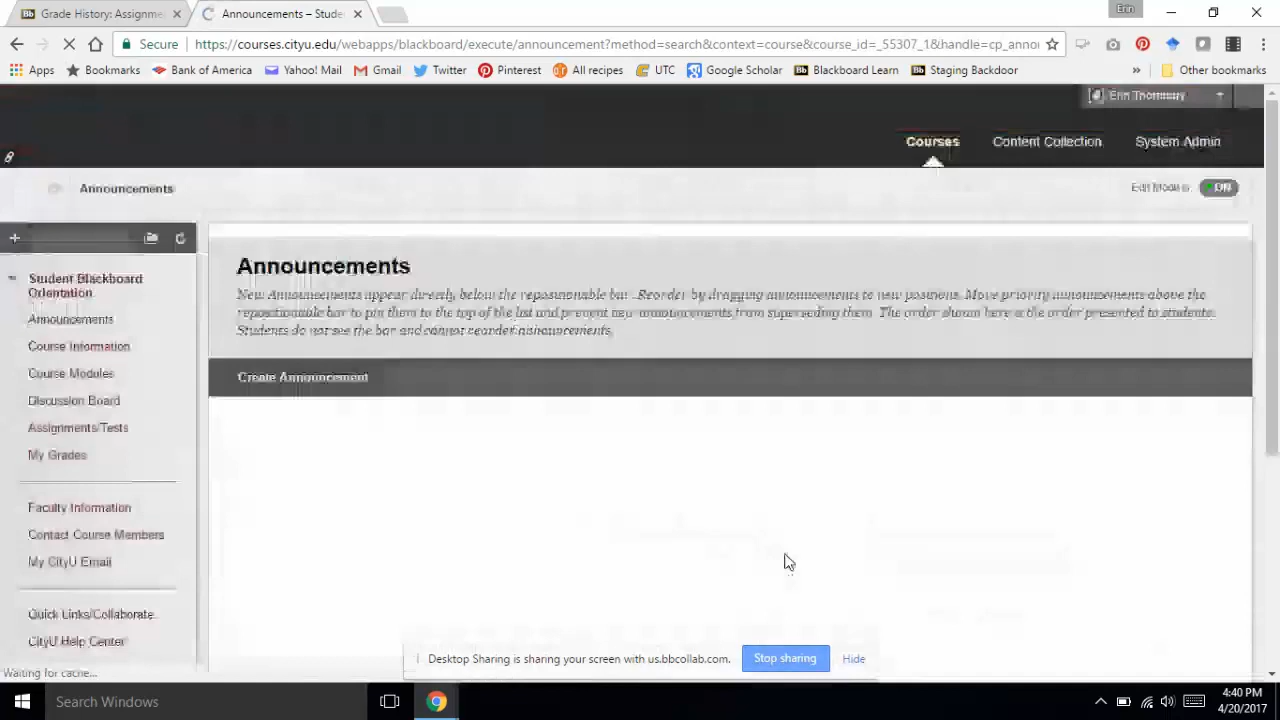 Erin
Bb Grade History: Assignme
Announcements – Stude
Secure
https://courses.cityu.edu/webapps/blackboard/execute/announcement?method=search&context=course&course_id=_55307_1&handle=cp_annou
Apps
Bookmarks
Bank of America
Yahoo! Mail
Gmail
Twitter
Pinterest
All recipes
UTC
Google Scholar
Bb Blackboard Learn
Bb Staging Backdoor
»
Other bookmarks
Courses
Content Collection
System Admin
Announcements
Edit Mode is:
ON
Student Blackboard
Orientation
Announcements
Course Information
Course Modules
Discussion Board
Assignments/Tests
My Grades
Faculty Information
Contact Course Members
My CityU Email
Quick Links/Collaborate
CityU Help Center
Announcements
New Announcements appear directly below the repositionable bar. Reorder by dragging announcements to new positions. Move priority announcements above the
repositionable bar to pin them to the top of the list and prevent new announcements from superseding them. The order shown here is the order presented to students.
Students do not see the bar and cannot reorder announcements.
Create Announcement
Desktop Sharing is sharing your screen with us.bbcollab.com.
Stop sharing
Hide
Waiting for cache...
Search Windows
4:40 PM
4/20/2017